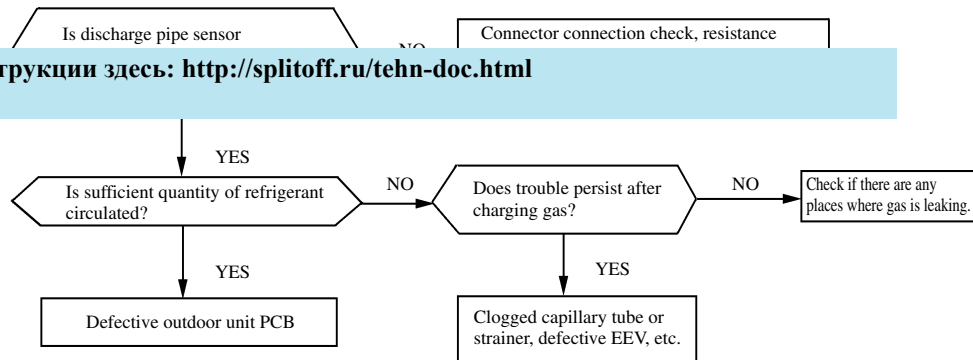 Is discharge pipe sensor
NO
Connector connection check, resistance
трукции здесь: http://splitoff.ru/tehn-doc.html
YES
Is sufficient quantity of refrigerant
circulated?
NO
Does trouble persist after
charging gas?
NO
Check if there are any
places where gas is leaking.
YES
YES
Defective outdoor unit PCB
Clogged capillary tube or
strainer, defective EEV, etc.